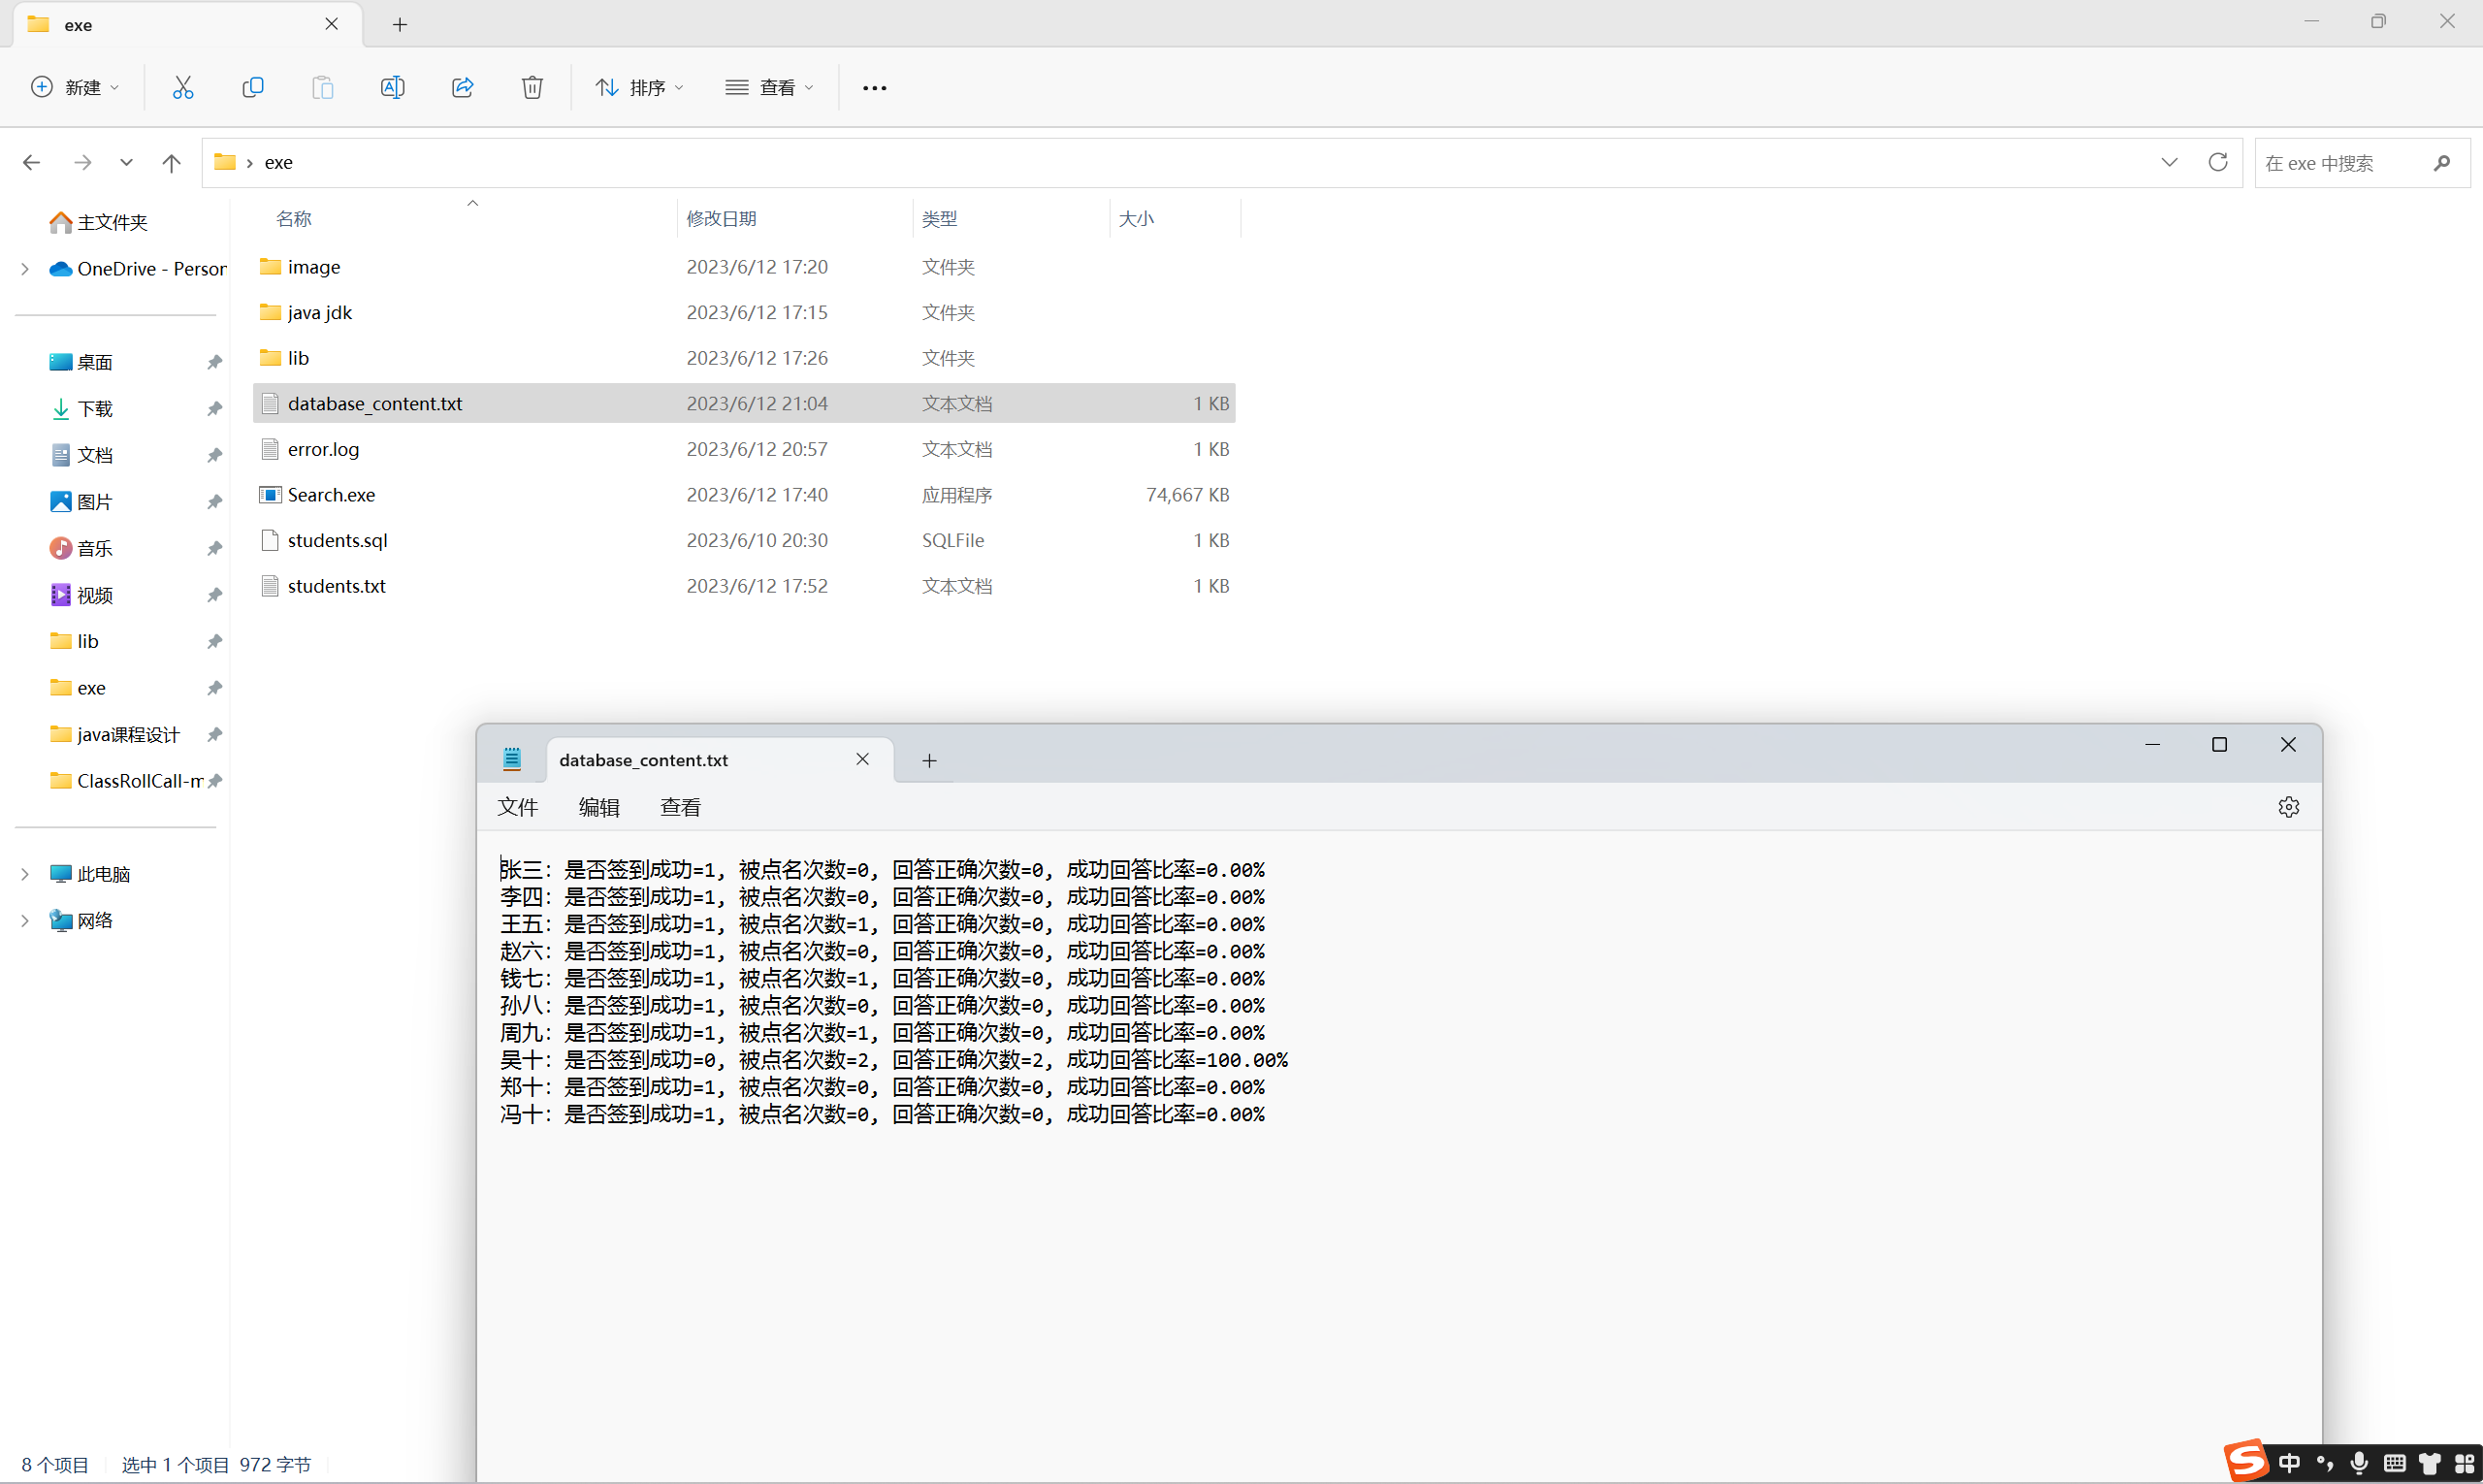 exe
新建
排序
查看
exe
在 exe 中搜索
主文件夹
OneDrive - Person
桌面
下载
文档
图片
音乐
视频
lib
exe
java课程设计
ClassRollCall-m
此电脑
网络
名称 修改日期 类型 大小
image 2023/6/12 17:20 文件夹
java jdk 2023/6/12 17:15 文件夹
lib 2023/6/12 17:26 文件夹
database_content.txt 2023/6/12 21:04 文本文档 1 KB
error.log 2023/6/12 20:57 文本文档 1 KB
Search.exe 2023/6/12 17:40 应用程序 74,667 KB
students.sql 2023/6/10 20:30 SQLFile 1 KB
students.txt 2023/6/12 17:52 文本文档 1 KB
database_content.txt
文件 编辑 查看
张三：是否签到成功=1, 被点名次数=0, 回答正确次数=0, 成功回答比率=0.00%
李四：是否签到成功=1, 被点名次数=0, 回答正确次数=0, 成功回答比率=0.00%
王五：是否签到成功=1, 被点名次数=1, 回答正确次数=0, 成功回答比率=0.00%
赵六：是否签到成功=1, 被点名次数=0, 回答正确次数=0, 成功回答比率=0.00%
钱七：是否签到成功=1, 被点名次数=1, 回答正确次数=0, 成功回答比率=0.00%
孙八：是否签到成功=1, 被点名次数=0, 回答正确次数=0, 成功回答比率=0.00%
周九：是否签到成功=1, 被点名次数=1, 回答正确次数=0, 成功回答比率=0.00%
吴十：是否签到成功=0, 被点名次数=2, 回答正确次数=2, 成功回答比率=100.00%
郑十：是否签到成功=1, 被点名次数=0, 回答正确次数=0, 成功回答比率=0.00%
冯十：是否签到成功=1, 被点名次数=0, 回答正确次数=0, 成功回答比率=0.00%
8 个项目 选中 1 个项目 972 字节
中